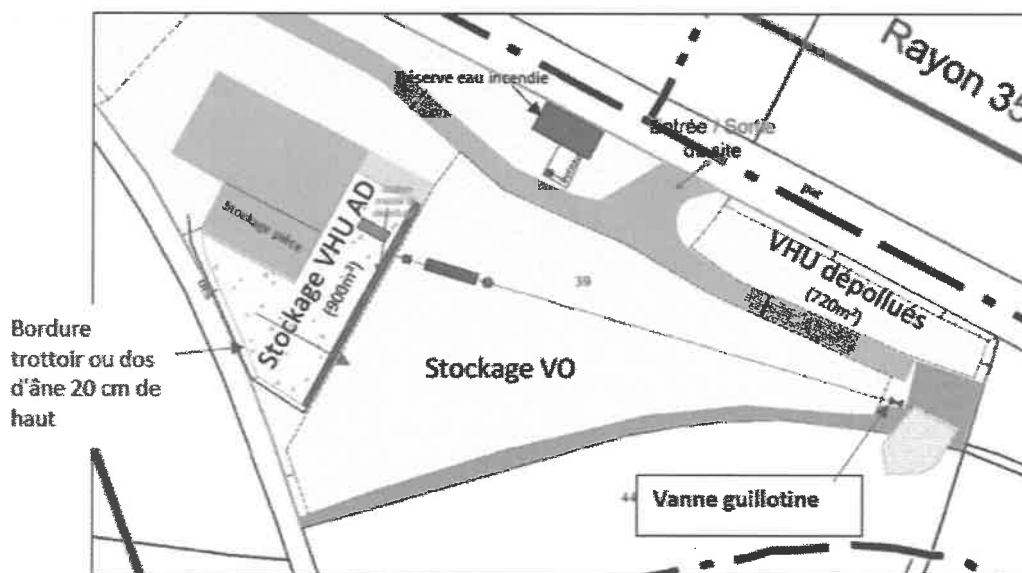 Rayon 35
Réserve eau incendie
Entrée / Sortie
du site
Stockage pièce
Stockage VHU AD
(900m²)
39
VHU dépollués
(720m²)
Bordure
trottoir ou dos
d'âne 20 cm de
haut
Stockage VO
44
Vanne guillotine